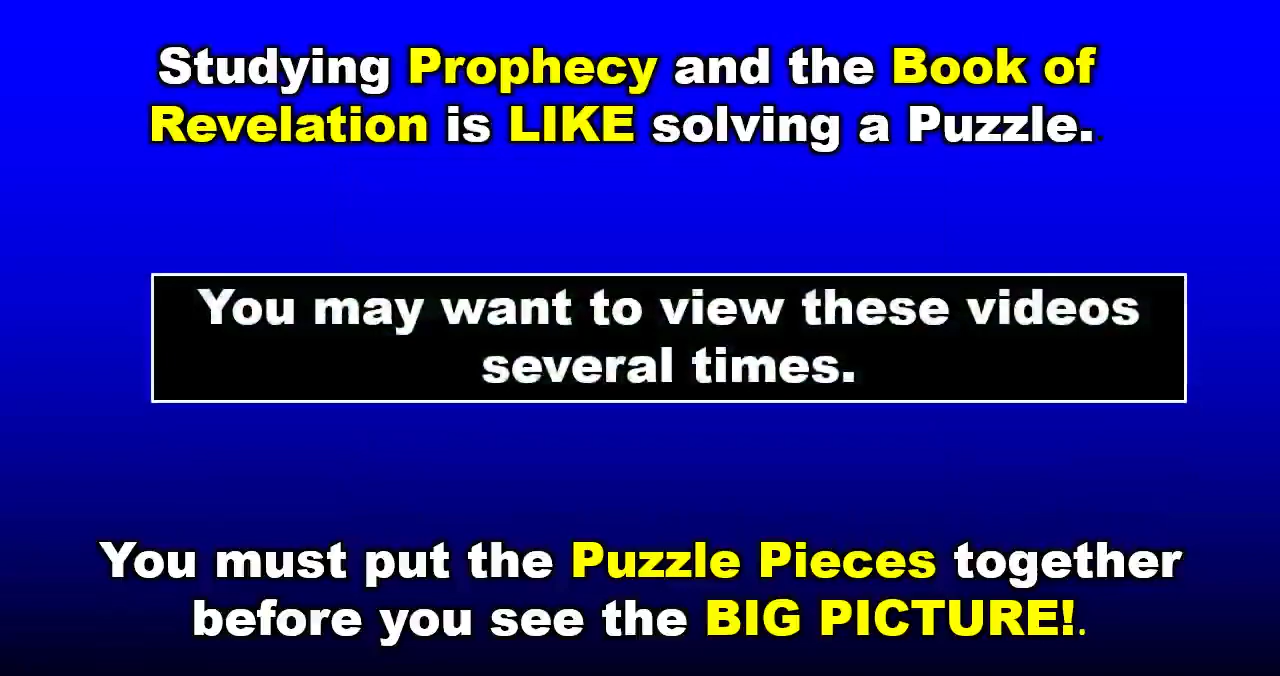 Studying Prophecy and the Book of
Revelation is LIKE solving a Puzzle..
You may want to view these videos
several times.
You must put the Puzzle Pieces together
before you see the BIG PICTURE!.